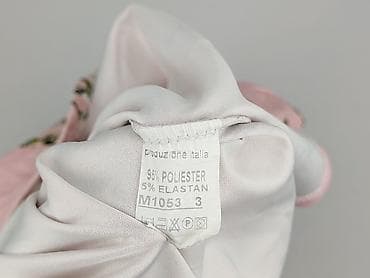 Produzione Italia
95% POLIESTER
5% ELASTAN
M1053 3